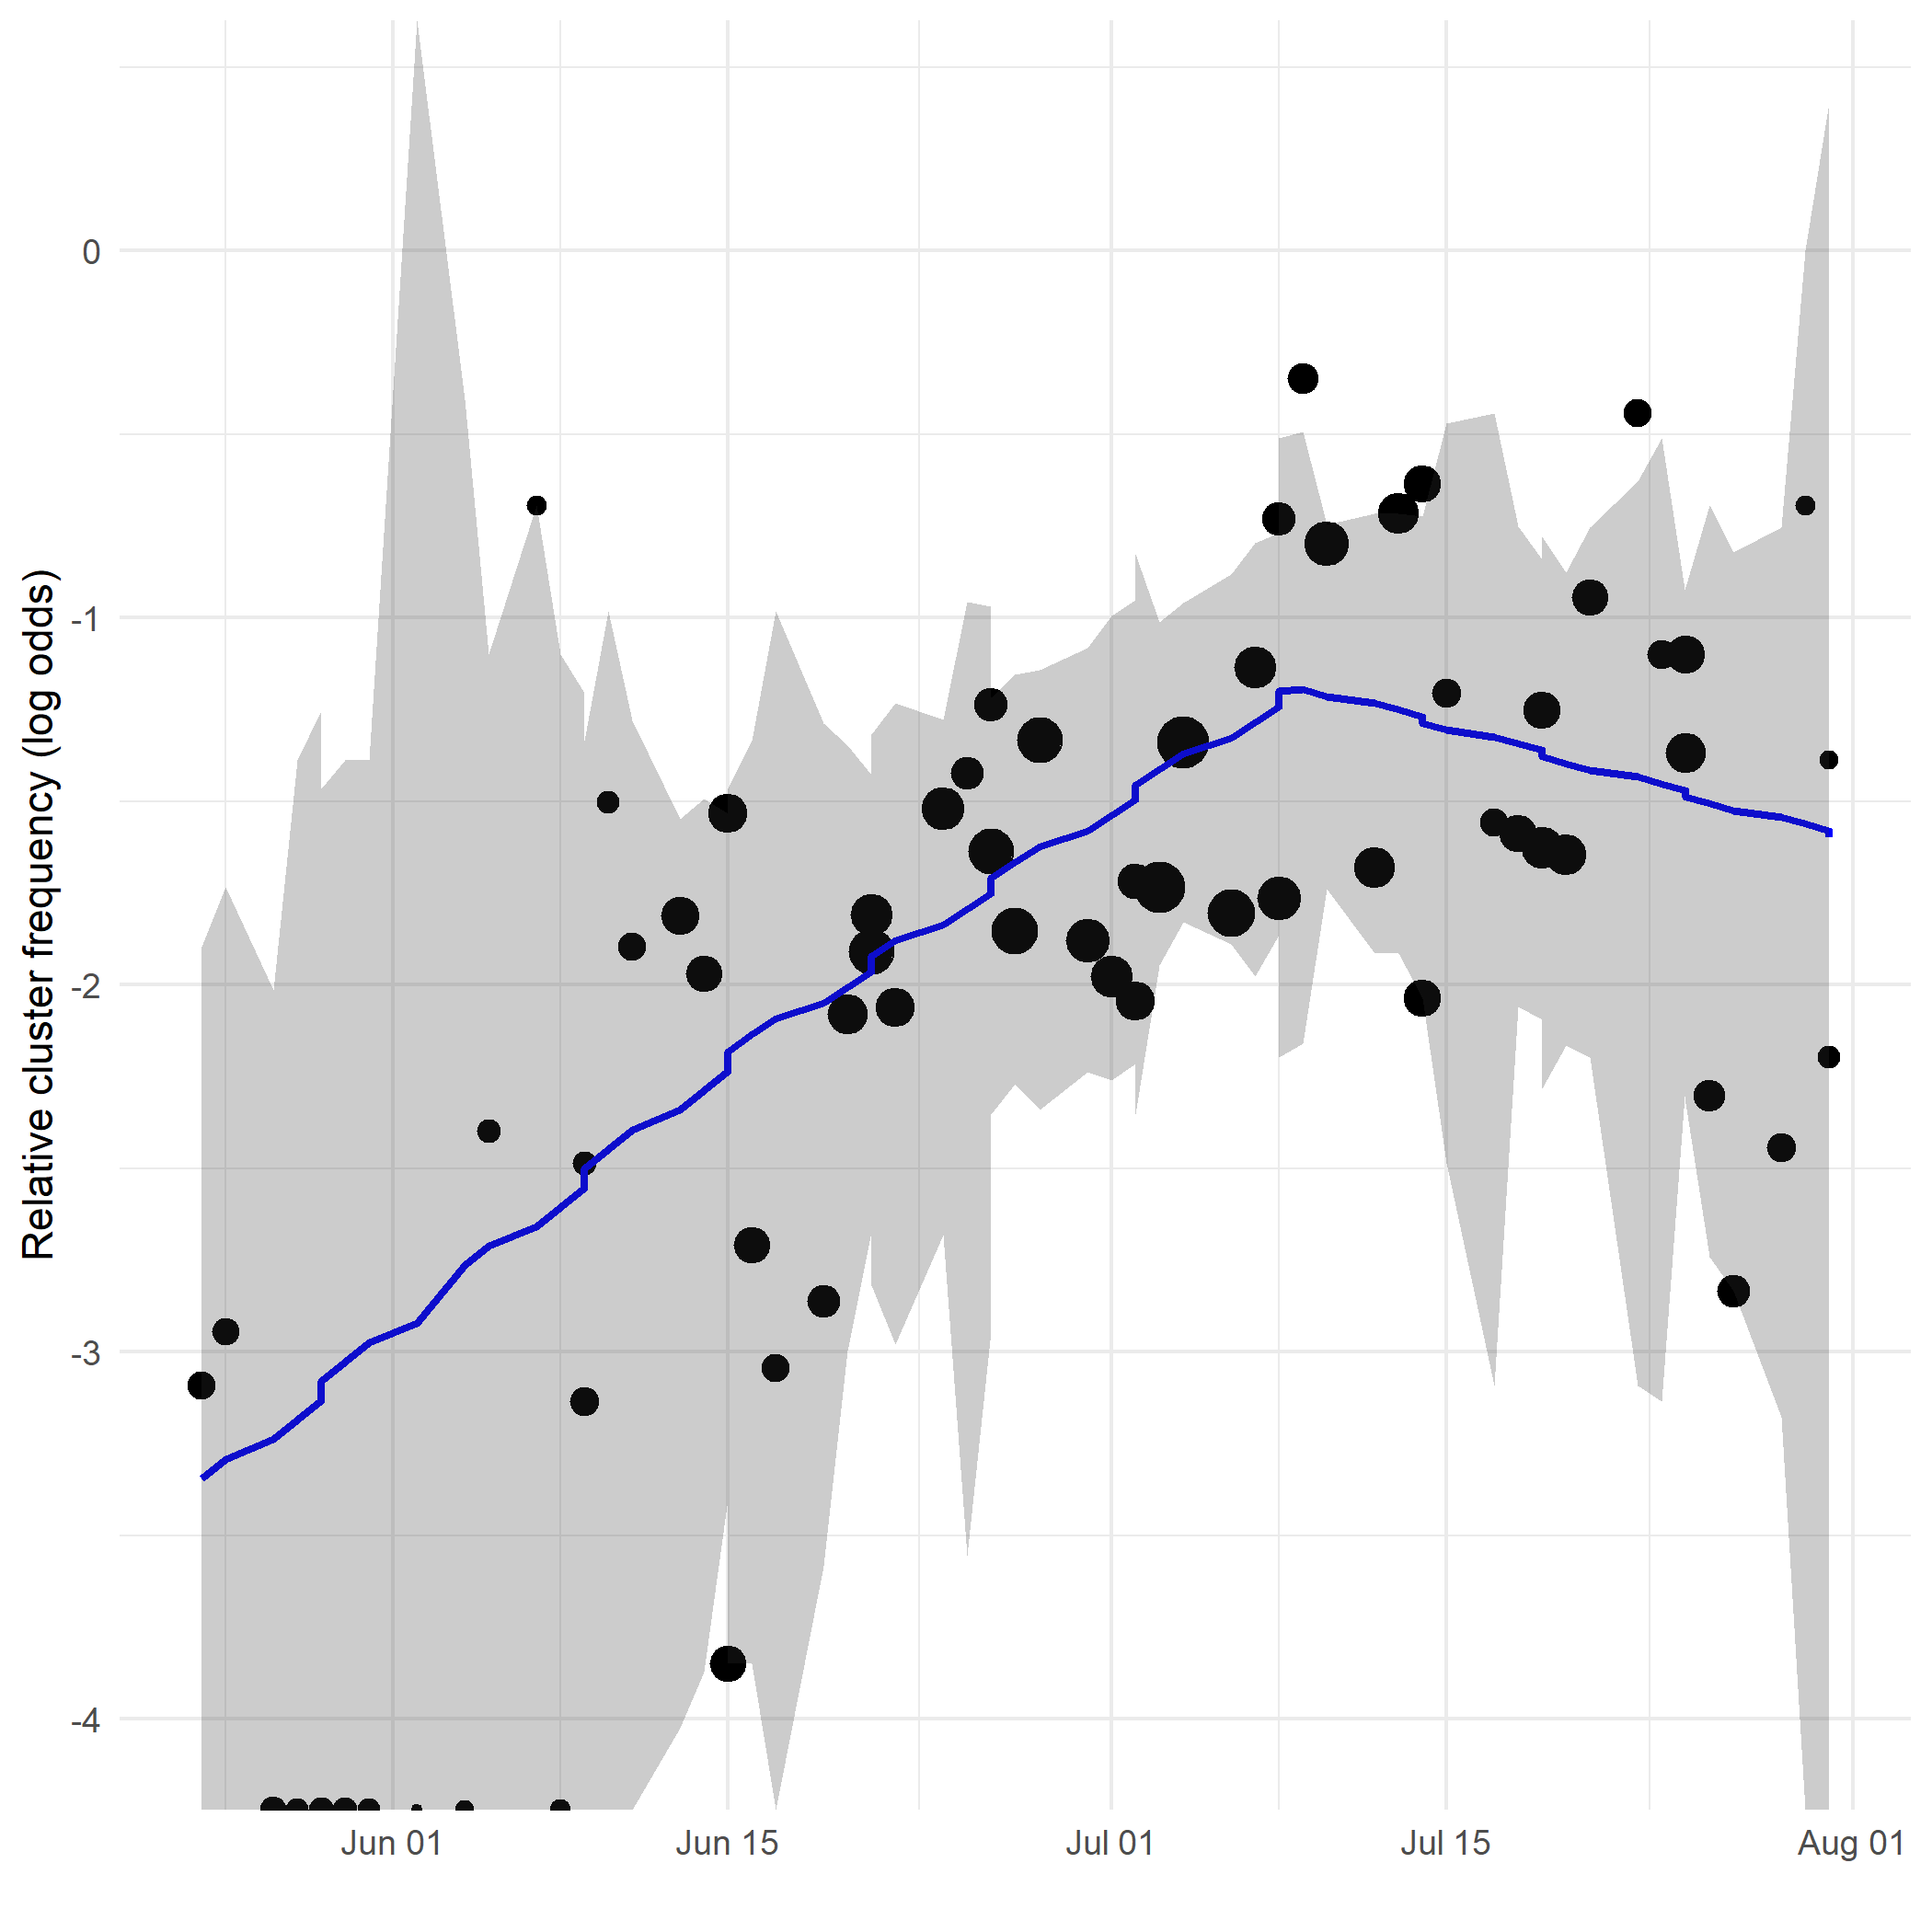 Relative cluster frequency (log odds)
0
-1
-2
-3
-4
Jun 01
Jun 15
Jul 01
Jul 15
Aug 01